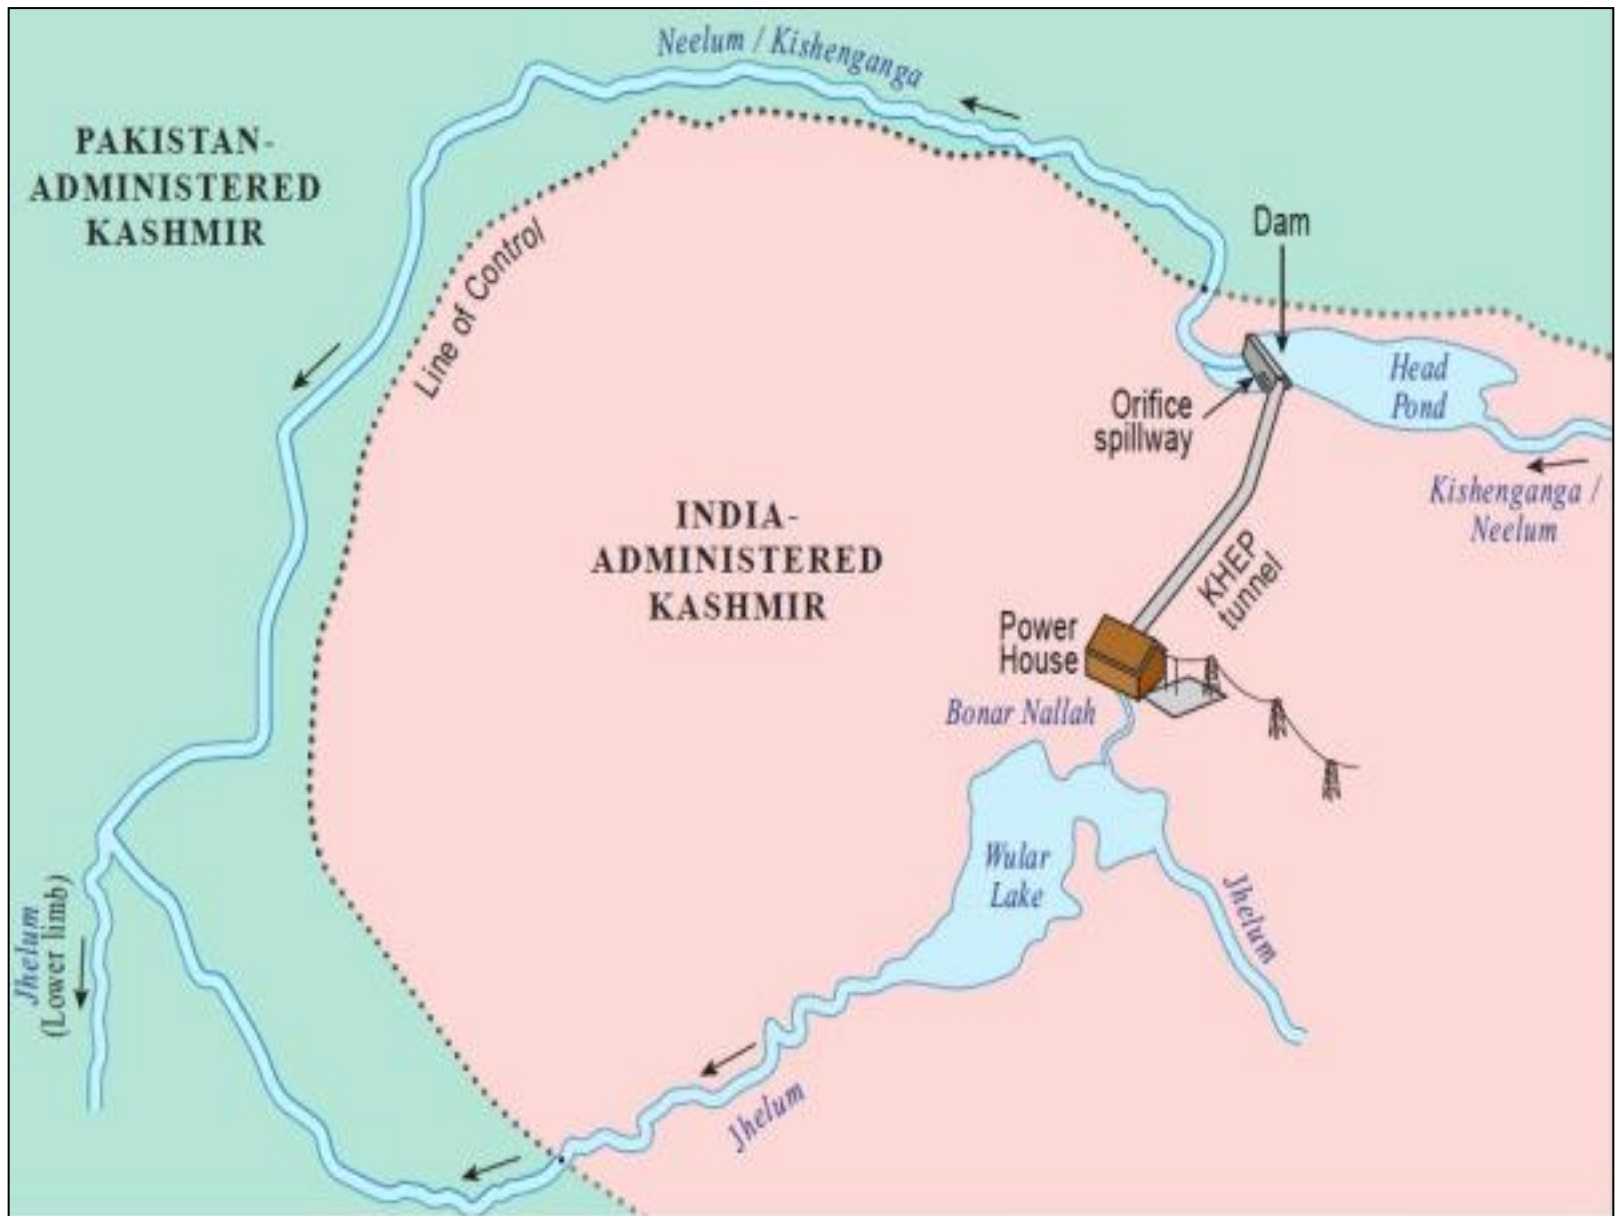 Neelum / Kishenganga
PAKISTAN-
ADMINISTERED
KASHMIR
Dam
Line of Control
Head
Pond
Orifice
spillway
Kishenganga /
Neelum
INDIA-
ADMINISTERED
KASHMIR
KHEP
tunnel
Power
House
Bonar Nallah
Wular
Lake
Jhelum
Jhelum
(Lower limb)
Jhelum